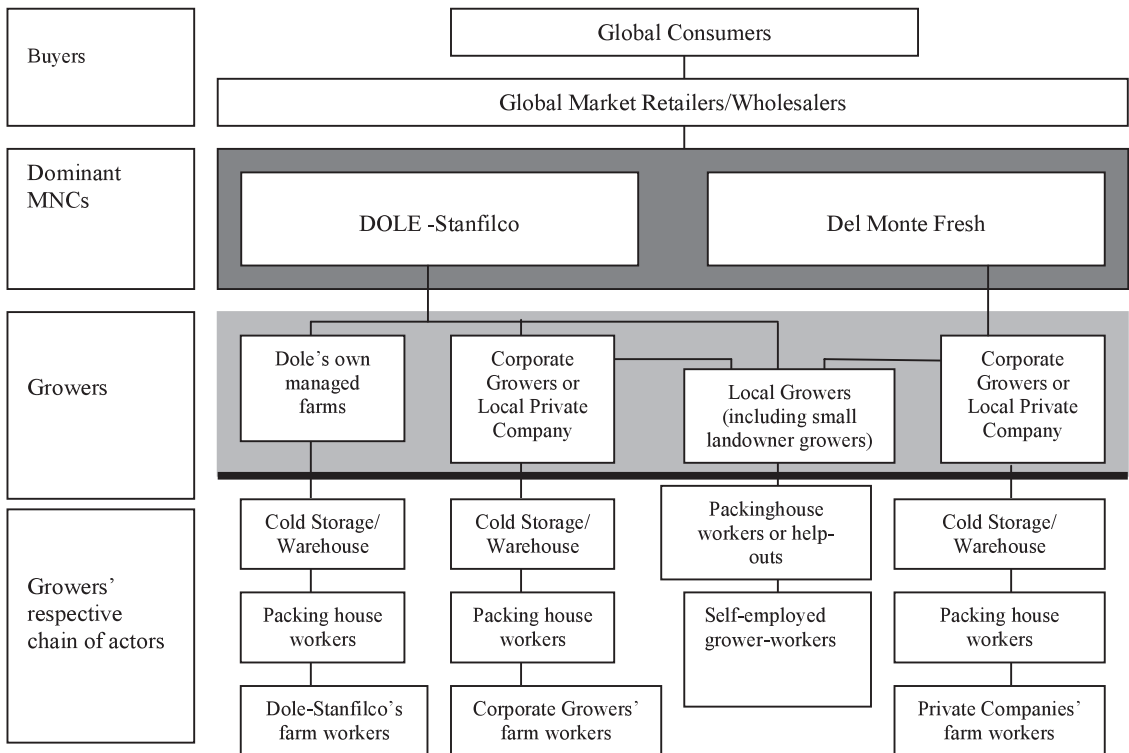 Buyers
Global Consumers
Global Market Retailers/Wholesalers
Dominant
MNCs
DOLE -Stanfilco
Del Monte Fresh
Growers
Dole’s own
managed
farms
Corporate
Growers or
Local Private
Company
Local Growers
(including small
landowner growers)
Corporate
Growers or
Local Private
Company
Growers’
respective
chain of actors
Cold Storage/
Warehouse
Cold Storage/
Warehouse
Packinghouse
workers or help-
outs
Cold Storage/
Warehouse
Packing house
workers
Packing house
workers
Self-employed
grower-workers
Packing house
workers
Dole-Stanfilco’s
farm workers
Corporate Growers’
farm workers
Private Companies’
farm workers